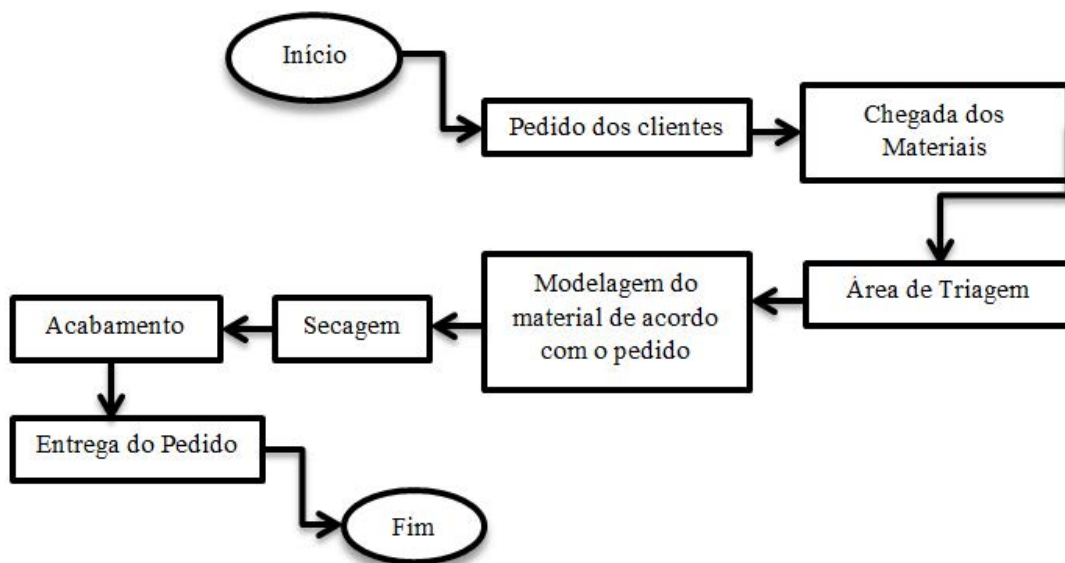 Início
Pedido dos clientes
Chegada dos
Materiais
Área de Triagem
Modelagem do
material de acordo
com o pedido
Secagem
Acabamento
Entrega do Pedido
Fim